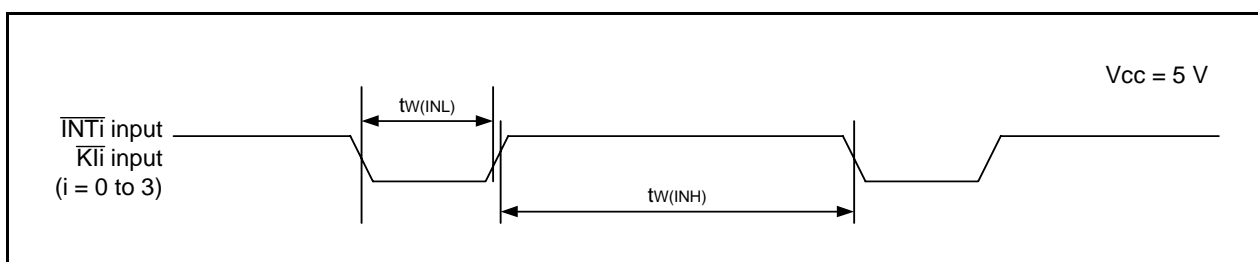 Vcc = 5 V
tW(INL)
INTi input
KIi input
(i = 0 to 3)
tW(INH)